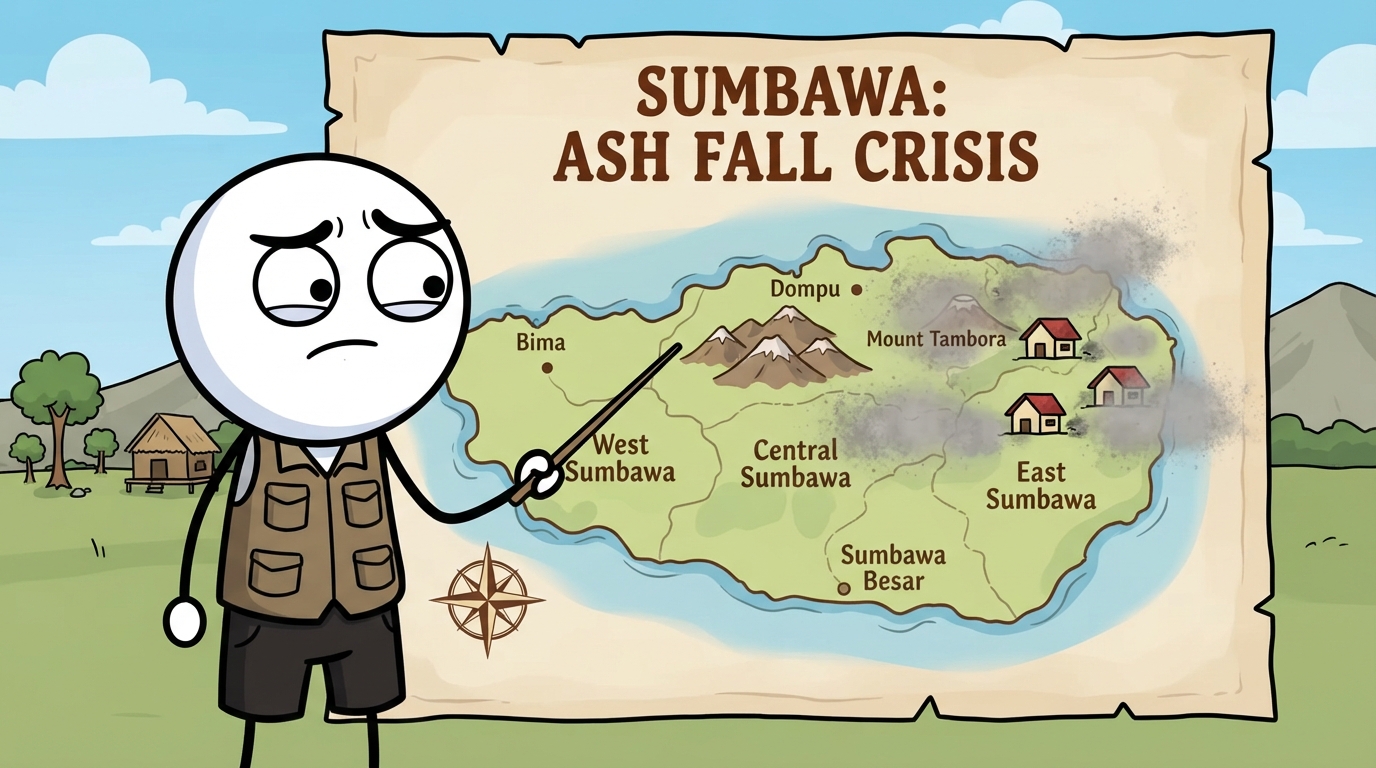 SUMBAWA:
ASH FALL CRISIS
Dompu
Bima
Mount Tambora
West
Sumbawa
Central
Sumbawa
East
Sumbawa
Sumbawa
Besar